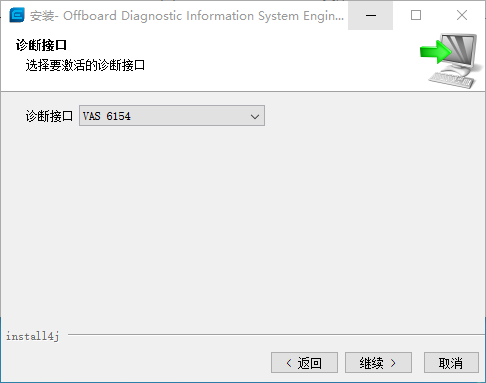 安装- Offboard Diagnostic Information System Engin...
诊断接口
选择要激活的诊断接口
诊断接口 VAS 6154
install4j
< 返回 继续 > 取消